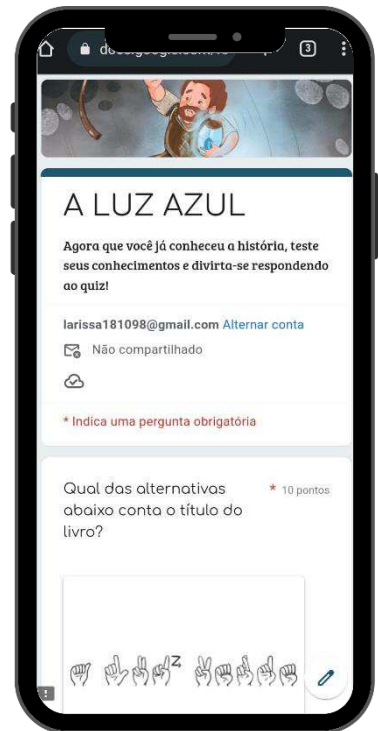 3
A LUZ AZUL
Agora que você já conheceu a história, teste
seus conhecimentos e divirta-se respondendo
ao quiz!
larissa181098@gmail.com Alternar conta
Não compartilhado
* Indica uma pergunta obrigatória
Qual das alternativas * 10 pontos
abaixo conta o título do
livro?